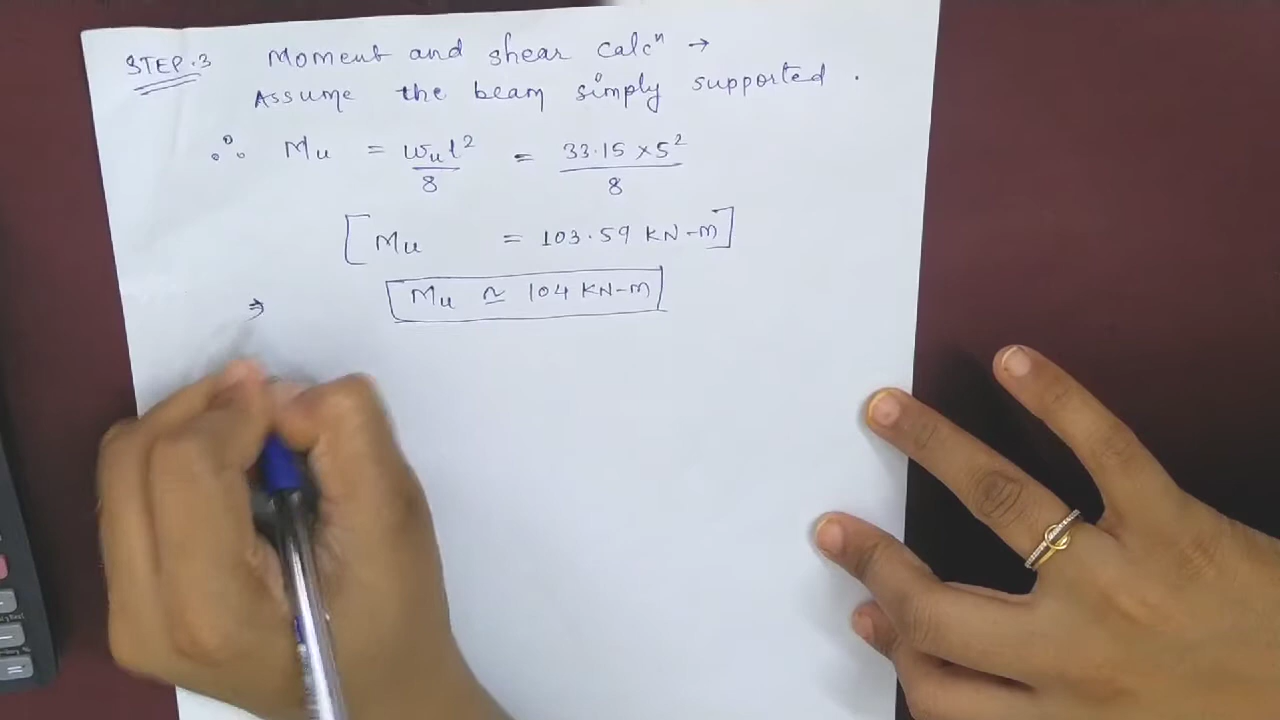 STEP.3 Moment and shear calcⁿ →
Assume the beam simply supported .
∴ Mu = wul²/8 = 33.15 x 5²/8
[Mu = 103.59 KN-m]
⇒ Mu ≃ 104 KN-m